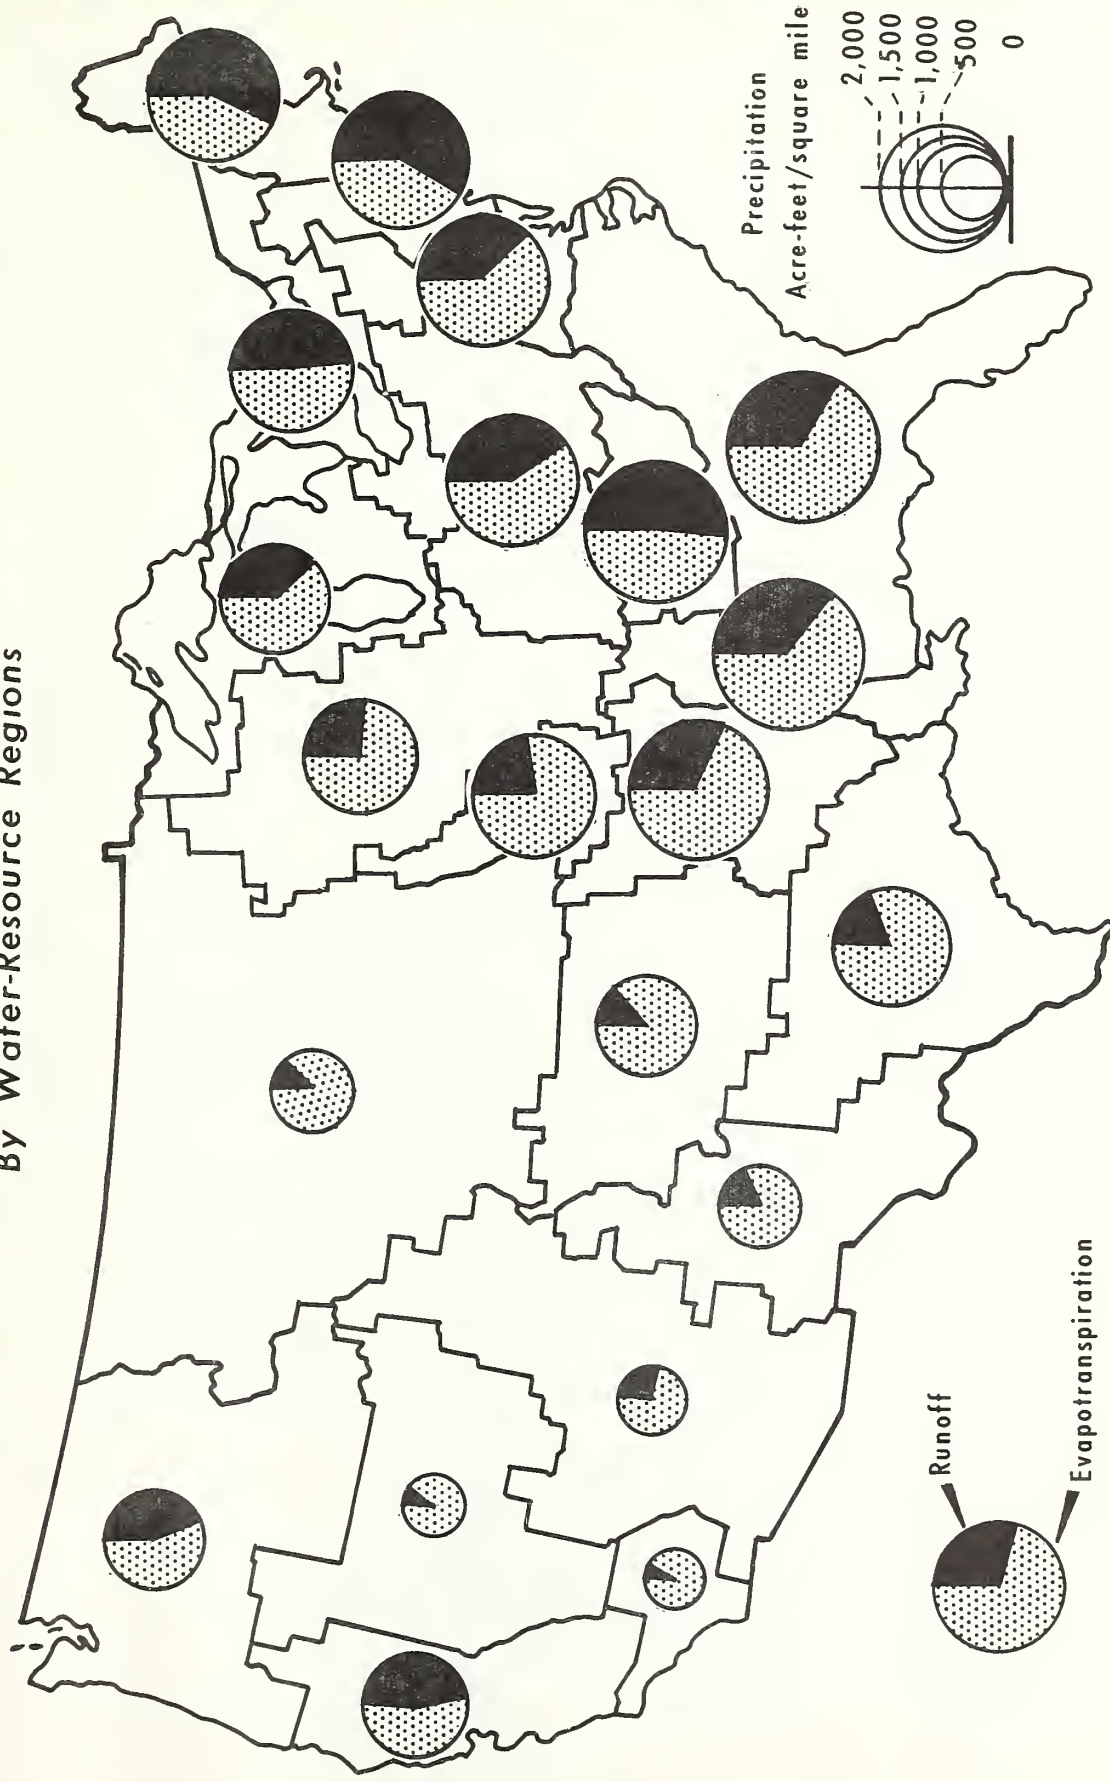 By Water-Resource Regions
Precipitation
Acre-feet/square mile
2,000
1,500
1,000
500
0
Runoff
Evapotranspiration